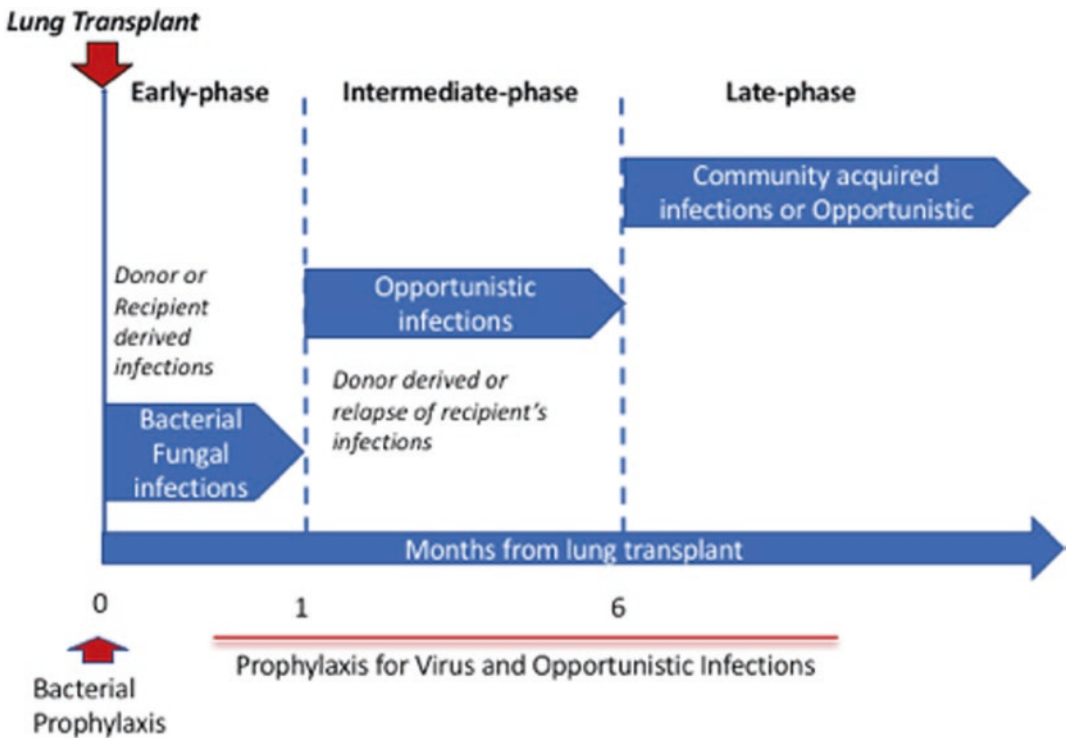 Lung Transplant
Early-phase
Intermediate-phase
Late-phase
Community acquired
infections or Opportunistic
Donor or
Recipient
derived
infections
Opportunistic
infections
Donor derived or
relapse of recipient's
infections
Bacterial
Fungal
infections
Months from lung transplant
0
1
6
Prophylaxis for Virus and Opportunistic Infections
Bacterial
Prophylaxis